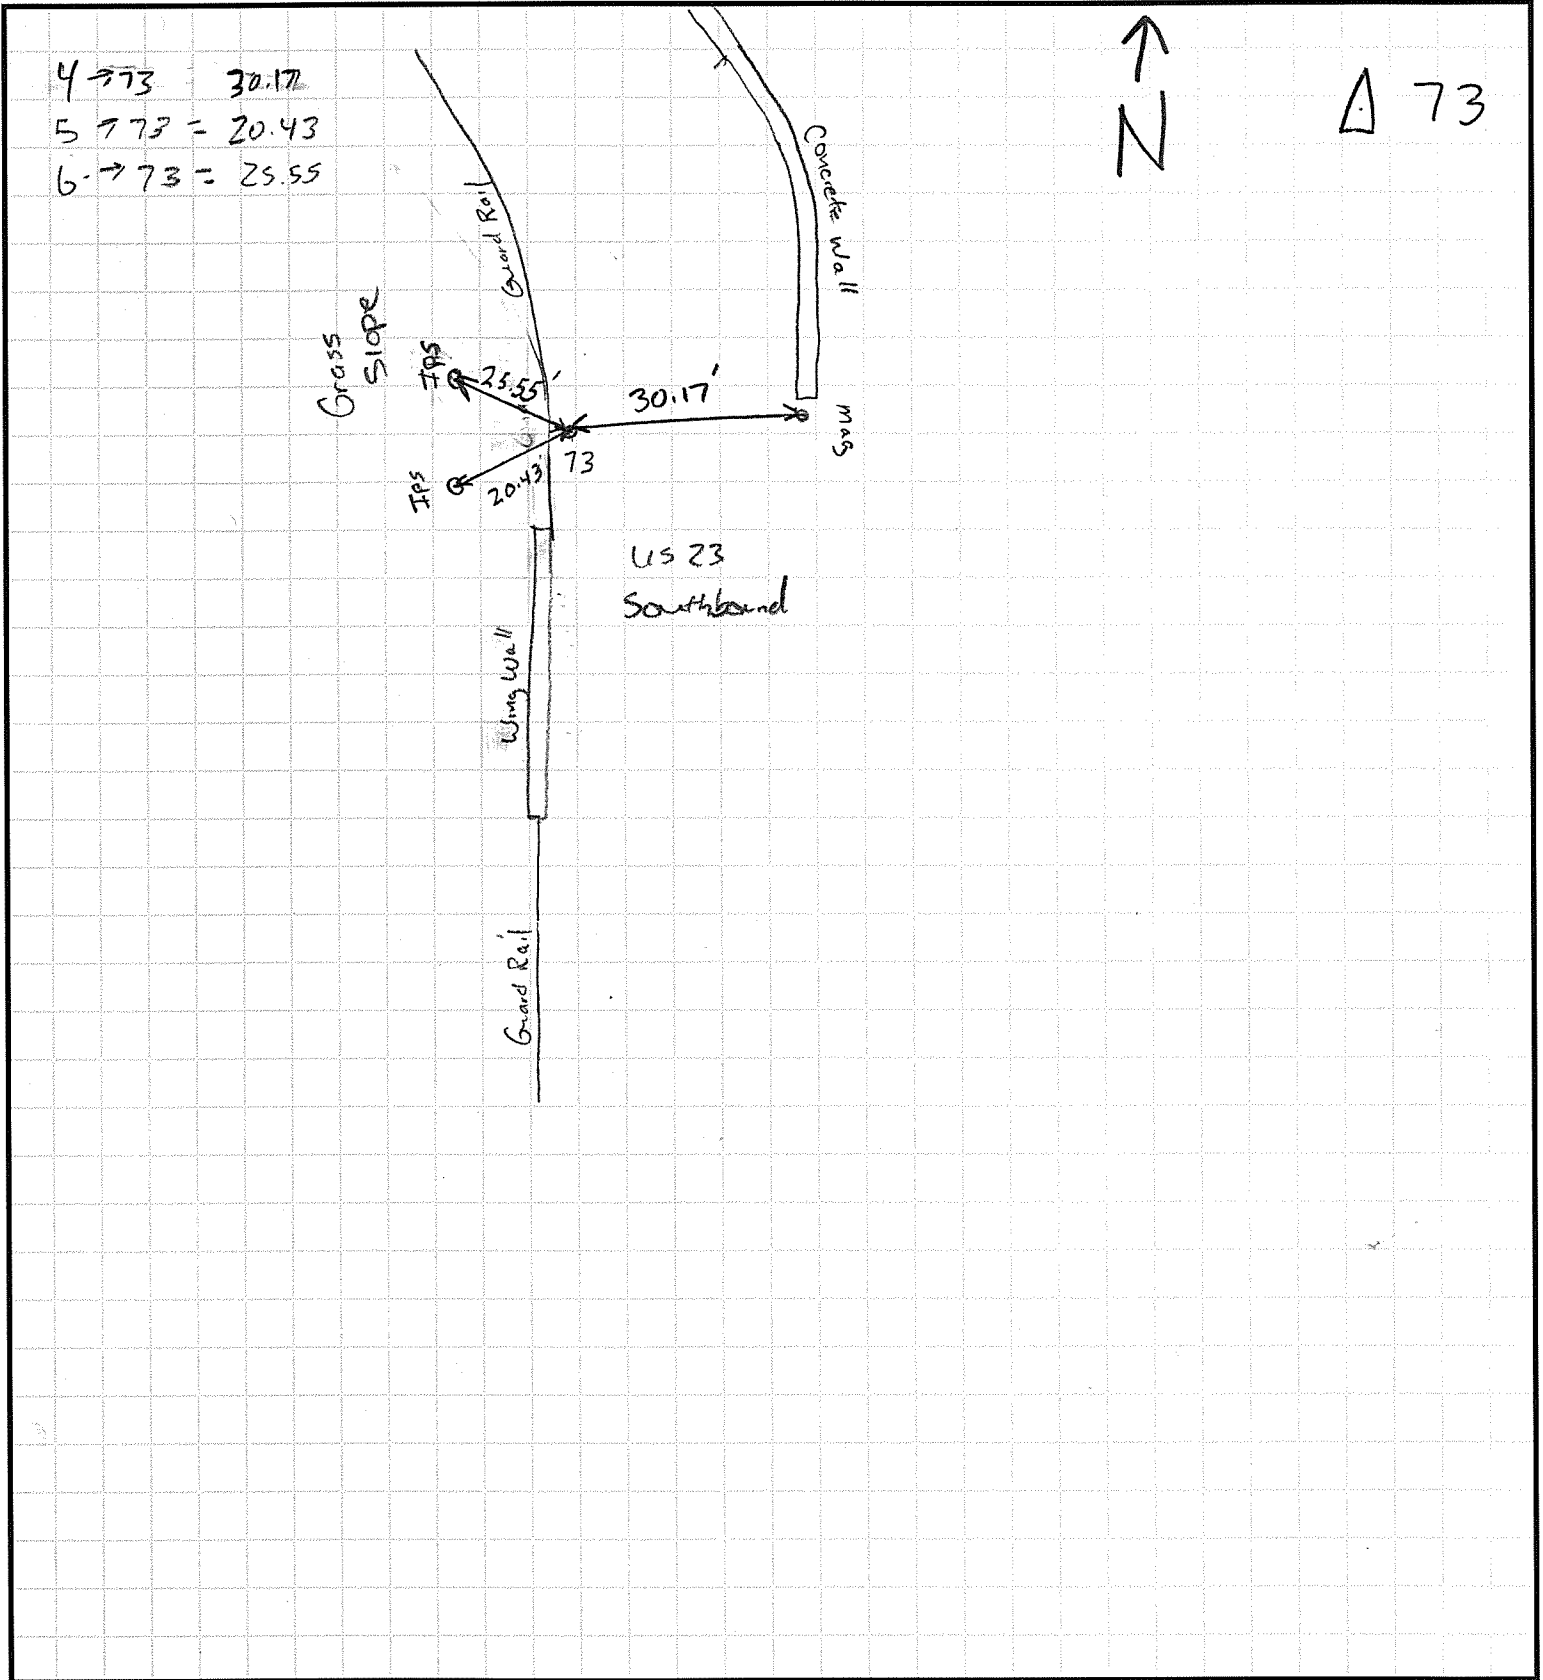 4 → 73 30.17
5 → 73 = 20.43
6 → 73 = 25.55
N
Δ 73
Concrete Wall
Guard Rail
Grass
Slope
Ips
25.55'
30.17'
mag
Ips
20.43'
73
US 23
Southbound
Wing Wall
Guard Rail